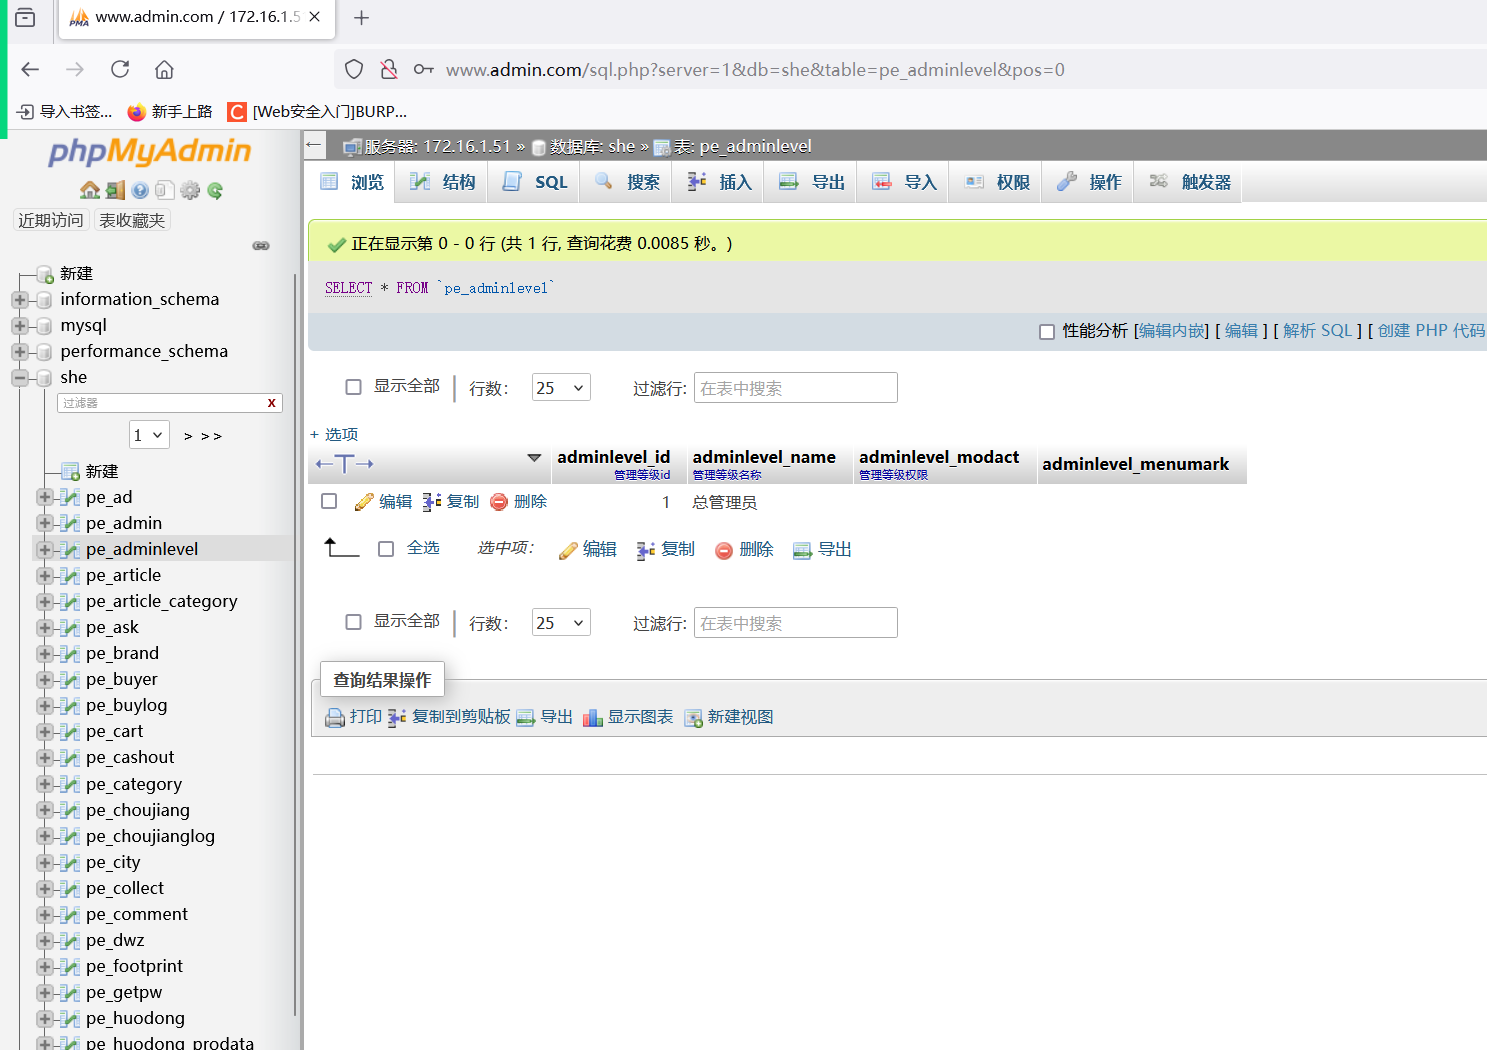 www.admin.com / 172.16.1.5
www.admin.com/sql.php?server=1&db=she&table=pe_adminlevel&pos=0
导入书签... 新手上路 [Web安全入门]BURP...
phpMyAdmin
近期访问 表收藏夹
新建
information_schema
mysql
performance_schema
she
过滤器 X
1 > >>
新建
pe_ad
pe_admin
pe_adminlevel
pe_article
pe_article_category
pe_ask
pe_brand
pe_buyer
pe_buylog
pe_cart
pe_cashout
pe_category
pe_choujiang
pe_choujianglog
pe_city
pe_collect
pe_comment
pe_dwz
pe_footprint
pe_getpw
pe_huodong
pe_huodong_prodata
服务器: 172.16.1.51 » 数据库: she » 表: pe_adminlevel
浏览 结构 SQL 搜索 插入 导出 导入 权限 操作 触发器
正在显示第 0 - 0 行 (共 1 行, 查询花费 0.0085 秒。)
SELECT * FROM `pe_adminlevel`
性能分析 [编辑内嵌] [ 编辑 ] [ 解析 SQL ] [ 创建 PHP 代码
显示全部 行数: 25 过滤行: 在表中搜索
+ 选项
←T→ adminlevel_id adminlevel_name adminlevel_modact adminlevel_menumark
管理等级id 管理等级名称 管理等级权限
编辑 复制 删除 1 总管理员
全选 选中项: 编辑 复制 删除 导出
显示全部 行数: 25 过滤行: 在表中搜索
查询结果操作
打印 复制到剪贴板 导出 显示图表 新建视图